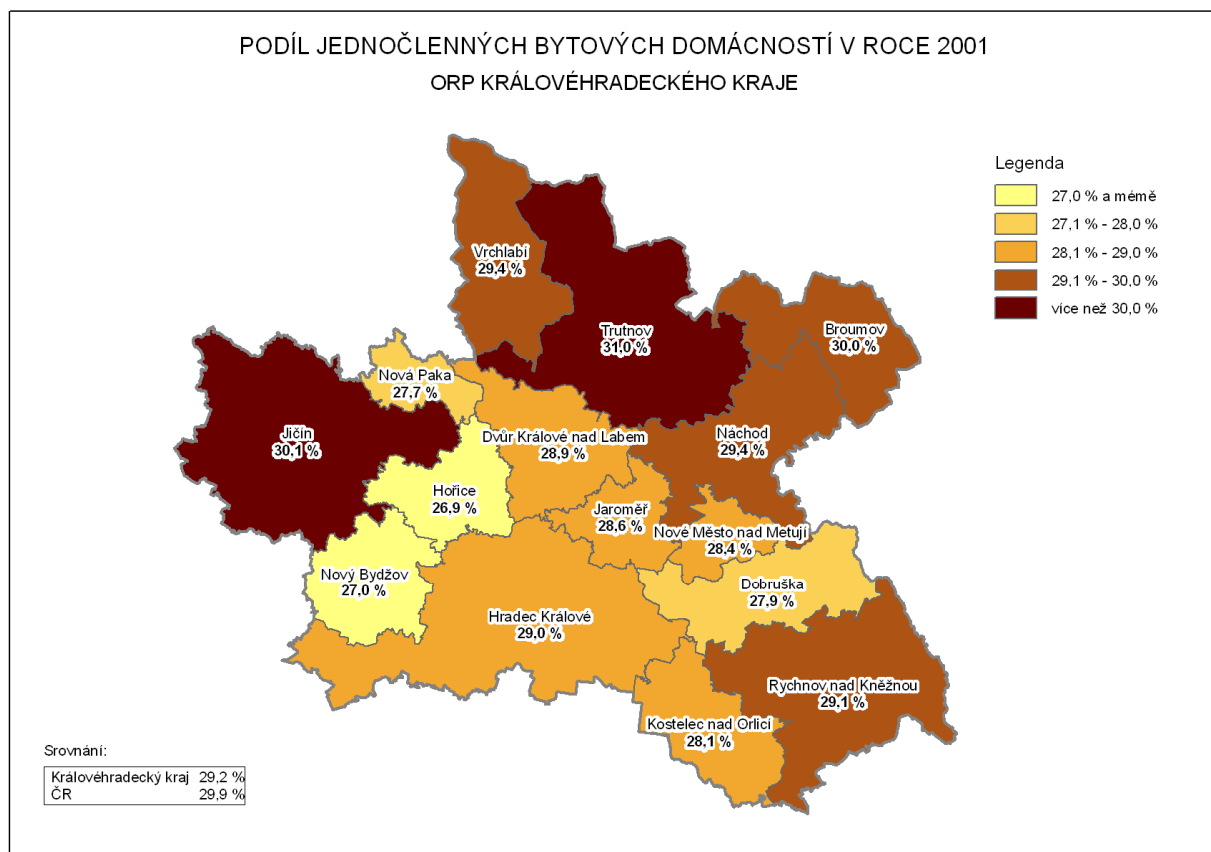 PODÍL JEDNOČLENNÝCH BYTOVÝCH DOMÁCNOSTÍ V ROCE 2001
ORP KRÁLOVÉHRADECKÉHO KRAJE
Legenda
27,0 % a mémě
27,1 % - 28,0 %
28,1 % - 29,0 %
29,1 % - 30,0 %
více než 30,0 %
Vrchlabí
29,4 %
Trutnov
31,0 %
Broumov
30,0 %
Nová Paka
27,7 %
Jičín
30,1 %
Dvůr Králové nad Labem
28,9 %
Náchod
29,4 %
Hořice
26,9 %
Jaroměř
28,6 %
Nové Město nad Metují
28,4 %
Nový Bydžov
27,0 %
Dobruška
27,9 %
Hradec Králové
29,0 %
Rychnov nad Kněžnou
29,1 %
Kostelec nad Orlicí
28,1 %
Srovnání:
Královéhradecký kraj 29,2 %
ČR 29,9 %